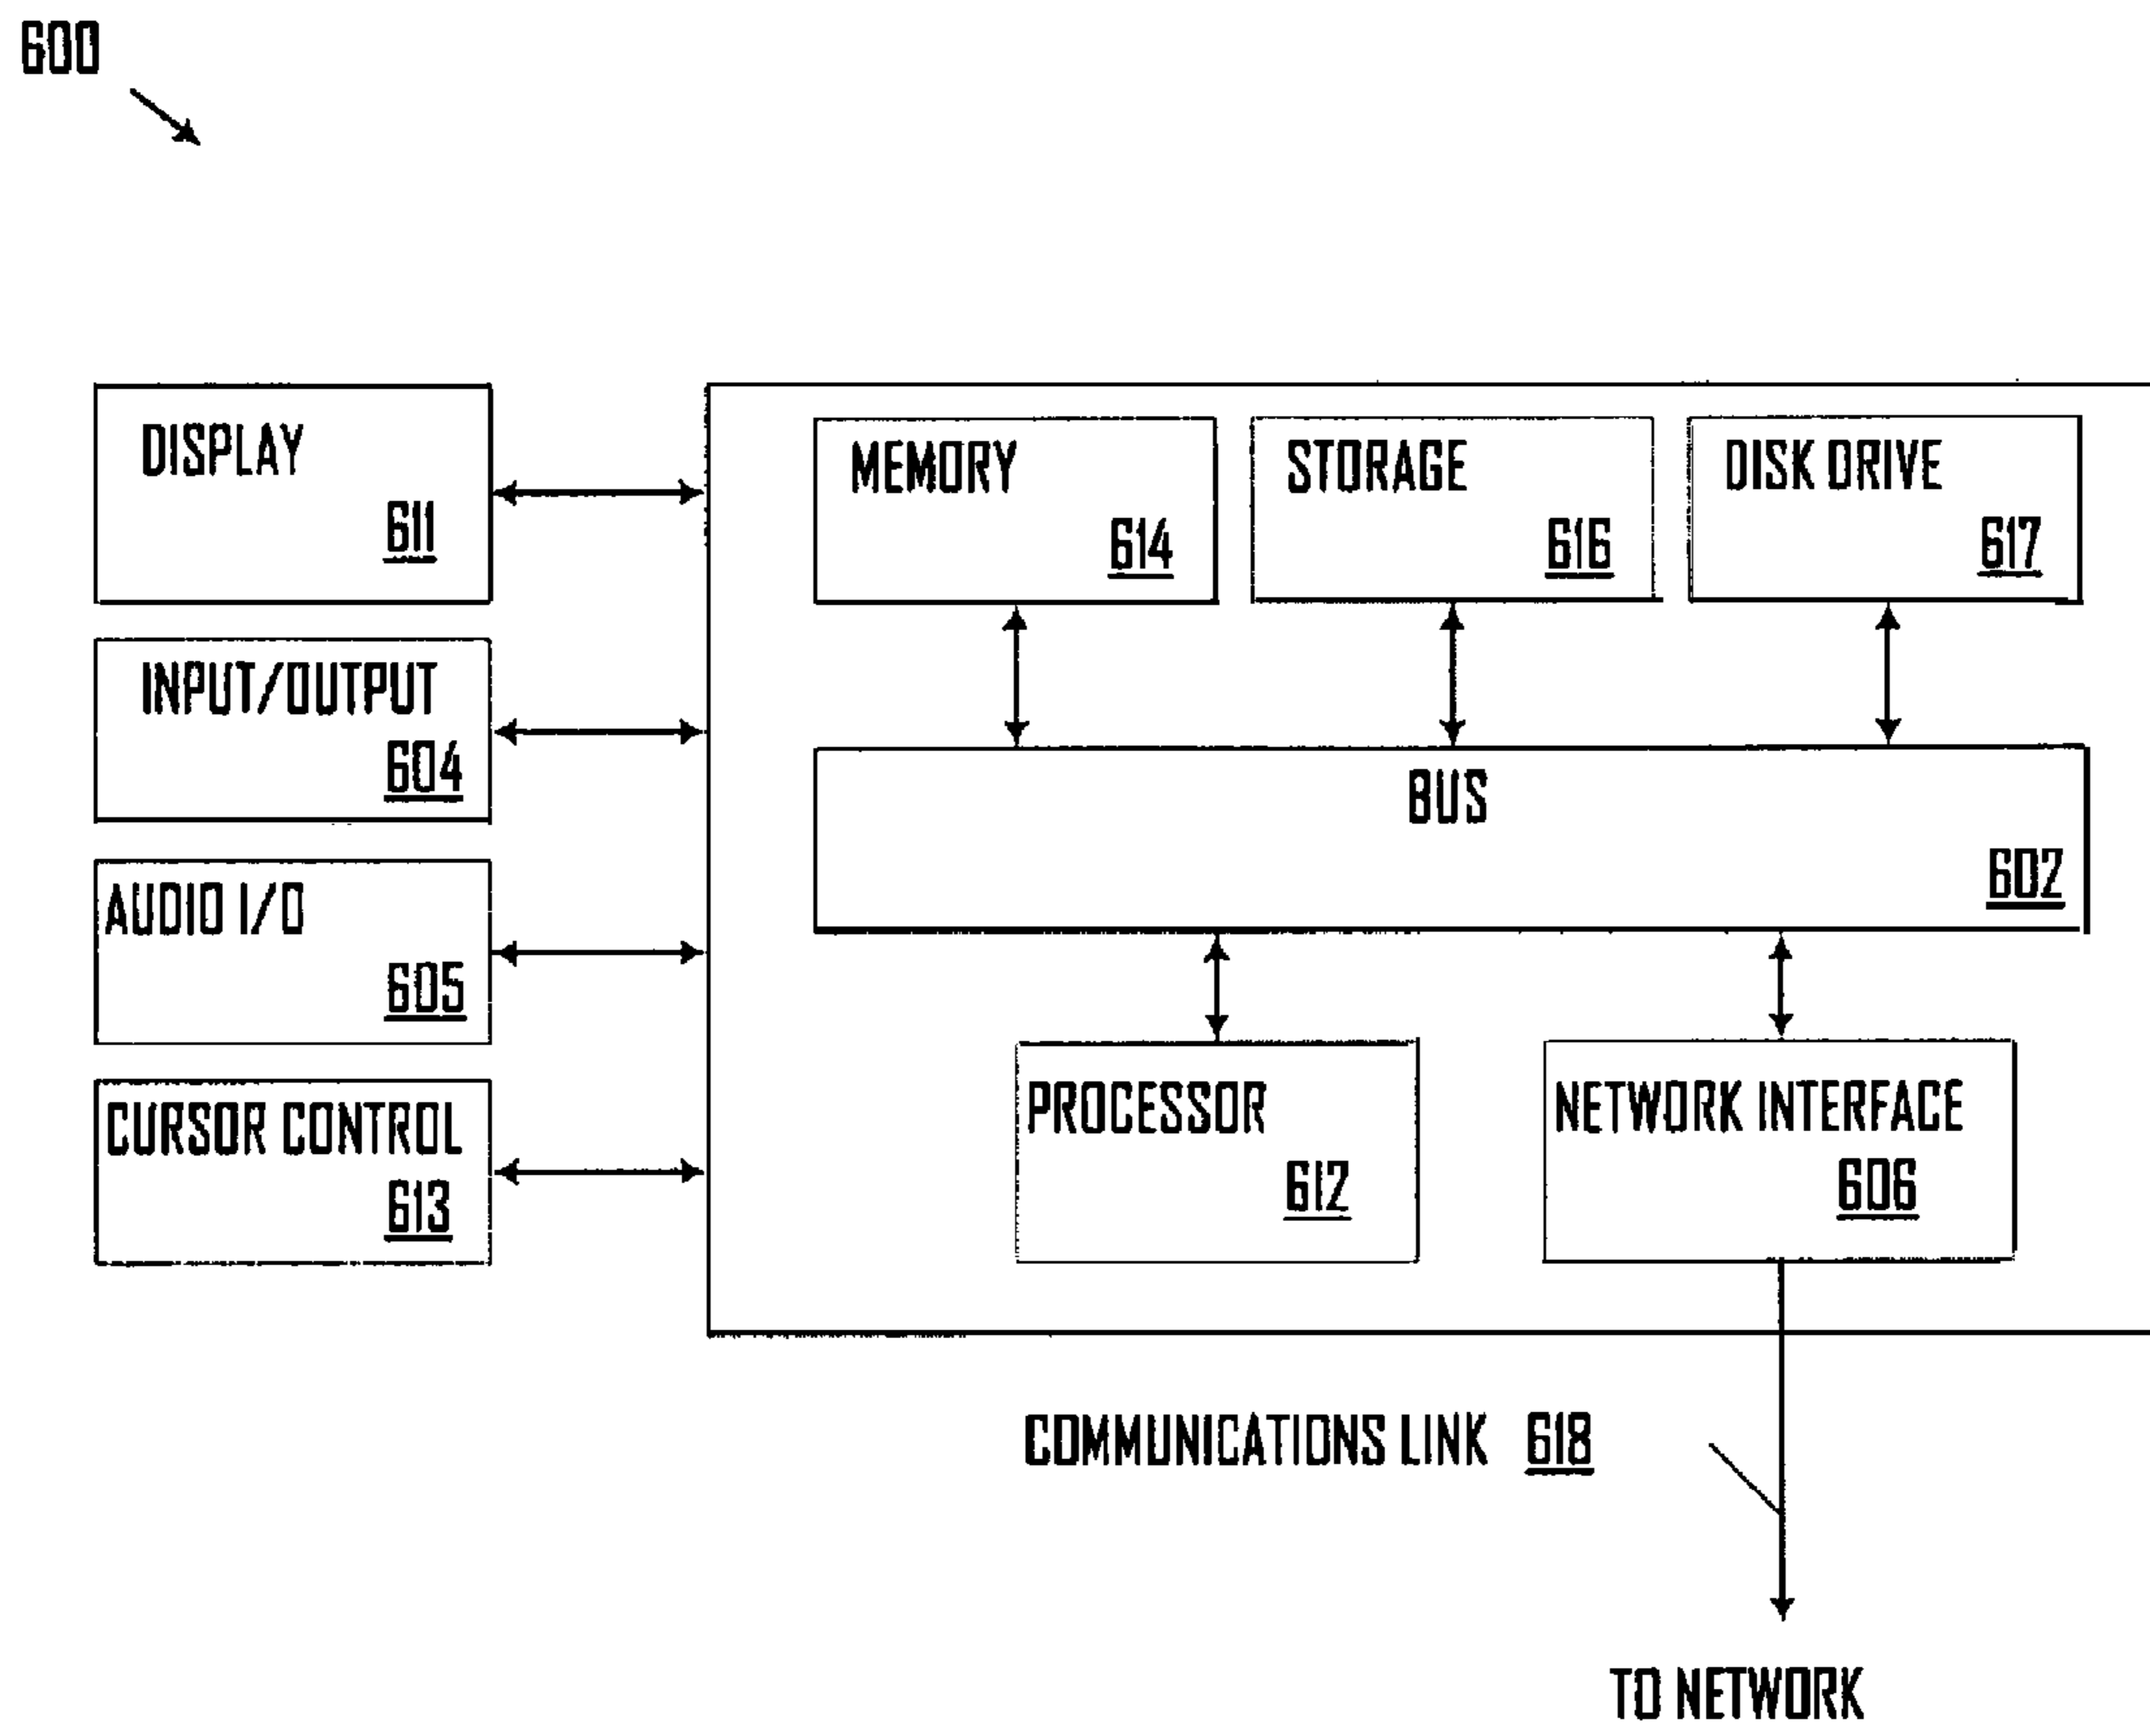 600
DISPLAY
611
INPUT/OUTPUT
604
AUDIO I/O
605
CURSOR CONTROL
613
MEMORY
614
STORAGE
616
DISK DRIVE
617
BUS
602
PROCESSOR
612
NETWORK INTERFACE
606
COMMUNICATIONS LINK 618
TO NETWORK